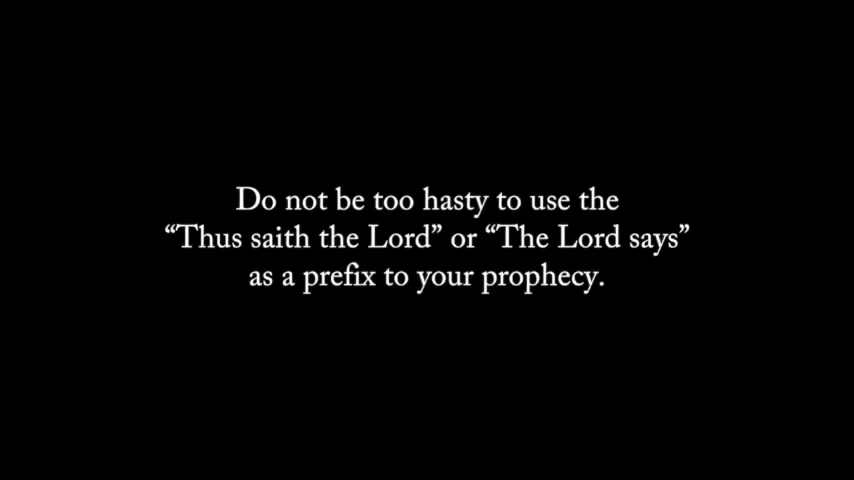 Do not be too hasty to use the
“Thus saith the Lord” or “The Lord says”
as a prefix to your prophecy.